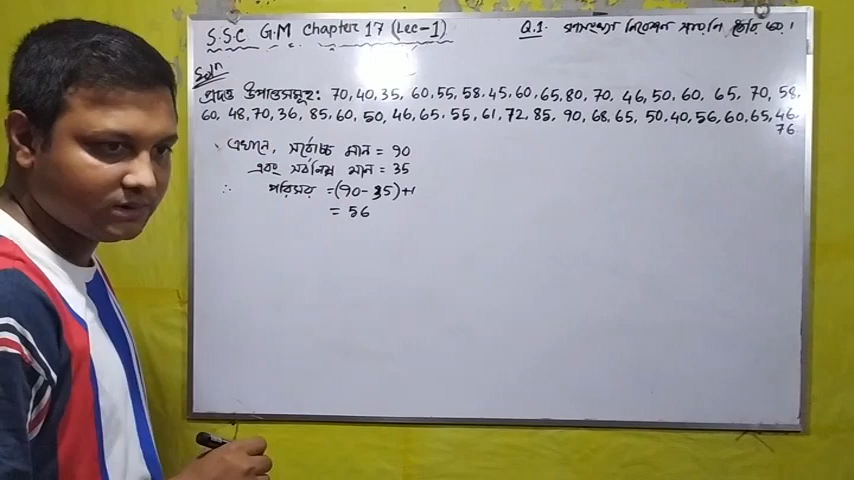 S.S.C G.M Chapter 17 (Lec-1)
Q.1. গণসংখ্যা নিবেশন সারণি তৈরি কর।
Solⁿ
প্রদত্ত উপাত্তসমূহ: 70, 40, 35, 60, 55, 58, 45, 60, 65, 80, 70, 46, 50, 60, 65, 70, 58,
60, 48, 70, 36, 85, 60, 50, 46, 65, 55, 61, 72, 85, 90, 68, 65, 50, 40, 56, 60, 65, 46
76
এখানে, সর্বোচ্চ মান = 90
এবং সর্বনিম্ন মান = 35
∴ পরিসর = (90-35)+1
= 56